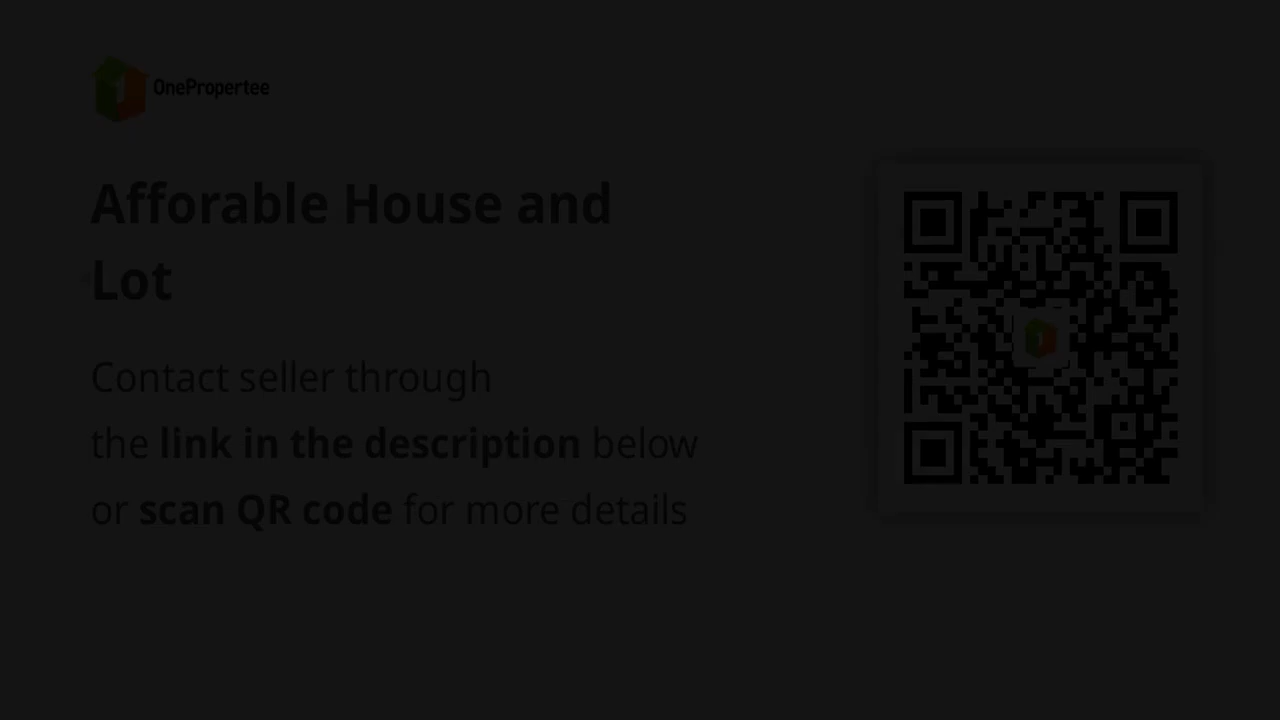 OnePropertee
Afforable House and
Lot
Contact seller through
the link in the description below
or scan QR code for more details